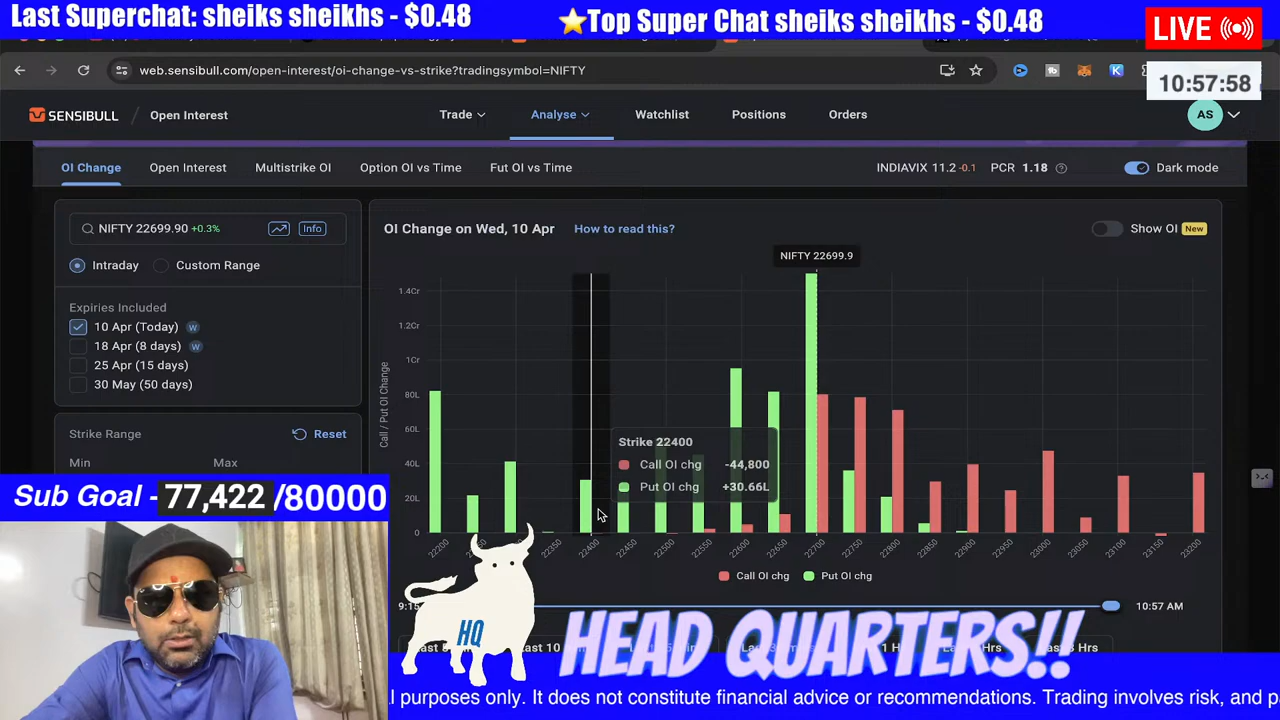 Last Superchat: sheiks sheikhs - $0.48
⭐Top Super Chat sheiks sheikhs - $0.48
LIVE
web.sensibull.com/open-interest/oi-change-vs-strike?tradingsymbol=NIFTY
10:57:58
SENSIBULL / Open Interest
Trade
Analyse
Watchlist
Positions
Orders
AS
OI Change
Open Interest
Multistrike OI
Option OI vs Time
Fut OI vs Time
INDIAVIX 11.2 -0.1
PCR 1.18
Dark mode
NIFTY 22699.90 +0.3%
Info
Intraday
Custom Range
Expiries Included
10 Apr (Today) W
18 Apr (8 days) W
25 Apr (15 days)
30 May (50 days)
Strike Range
Reset
Min
Max
OI Change on Wed, 10 Apr
How to read this?
Show OI New
NIFTY 22699.9
Call / Put OI Change
1.4Cr
1.2Cr
1Cr
80L
60L
40L
20L
0
Strike 22400
Call OI chg -44,800
Put OI chg +30.66L
22200
22350
22400
22450
22500
22550
22600
22650
22700
22750
22800
22850
22900
22950
23000
23050
23100
23150
23200
Call OI chg
Put OI chg
9:15
10:57 AM
Sub Goal - 77,422 /80000
HQ
HEAD QUARTERS!!
purposes only. It does not constitute financial advice or recommendations. Trading involves risk, and